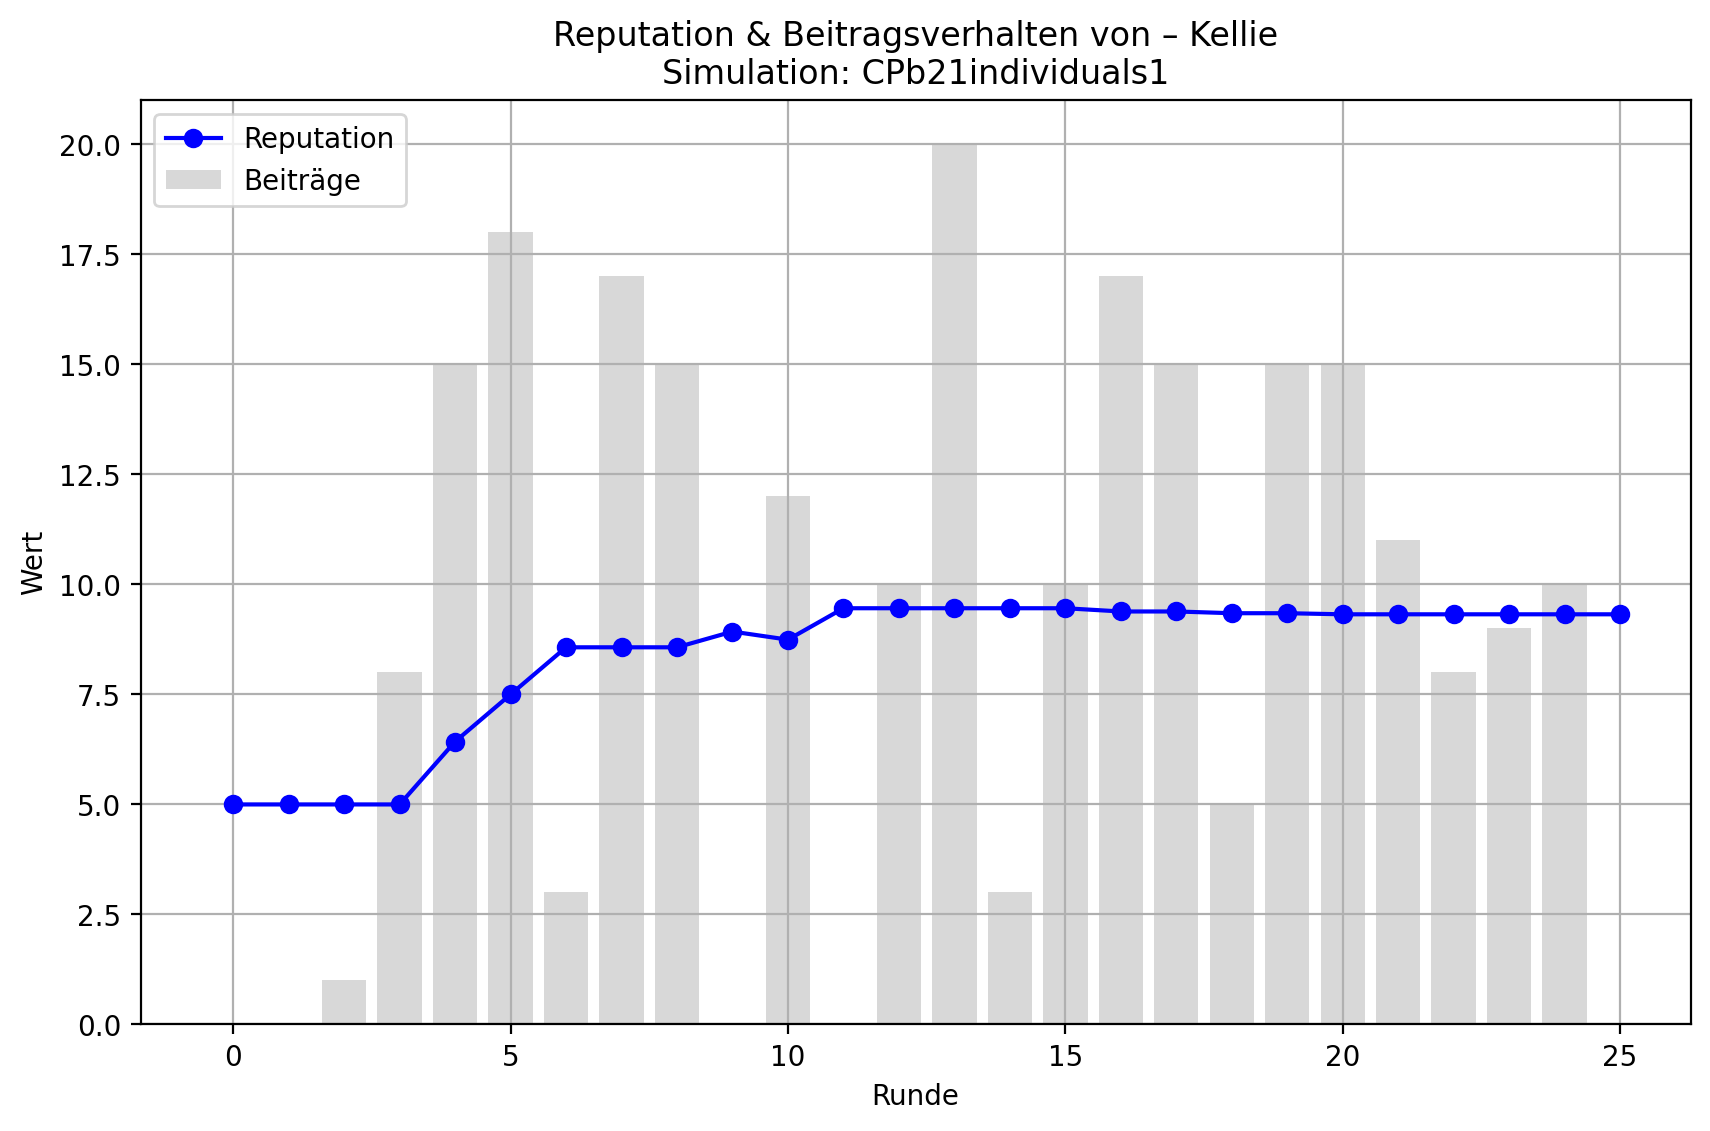 Reputation & Beitragsverhalten von – Kellie
Simulation: CPb21individuals1
Reputation
Beiträge
20.0
17.5
15.0
12.5
10.0
7.5
5.0
2.5
0.0
Wert
0 5 10 15 20 25
Runde